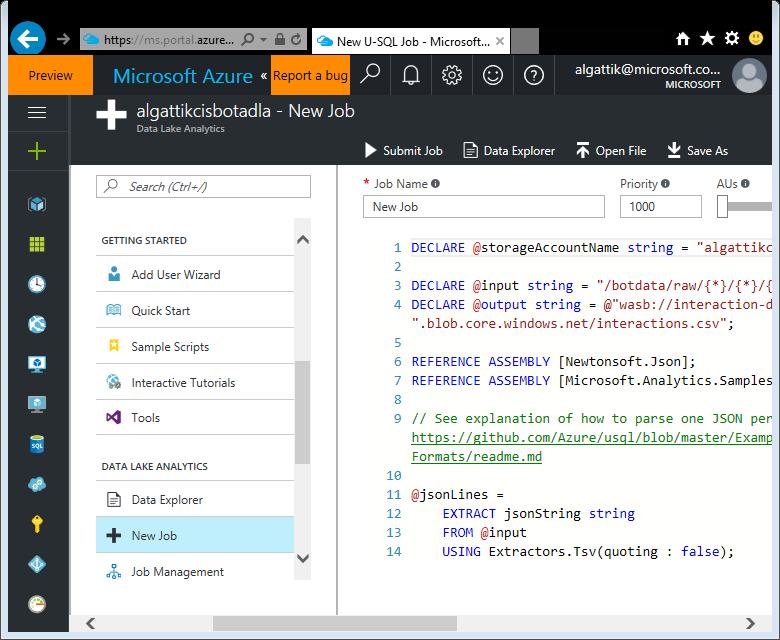 https://ms.portal.azure...
New U-SQL Job - Microsoft...
Preview
Microsoft Azure «
Report a bug
algattik@microsoft.co...
MICROSOFT
algattikcisbotadla - New Job
Data Lake Analytics
Submit Job
Data Explorer
Open File
Save As
Search (Ctrl+/)
GETTING STARTED
Add User Wizard
Quick Start
Sample Scripts
Interactive Tutorials
Tools
DATA LAKE ANALYTICS
Data Explorer
New Job
Job Management
SQL
* Job Name
Priority
AUs
New Job
1000
1 DECLARE @storageAccountName string = "algattikc
2
3 DECLARE @input string = "/botdata/raw/{*}/{*}/{
4 DECLARE @output string = @"wasb://interaction-d
".blob.core.windows.net/interactions.csv";
5
6 REFERENCE ASSEMBLY [Newtonsoft.Json];
7 REFERENCE ASSEMBLY [Microsoft.Analytics.Samples
8
9 // See explanation of how to parse one JSON per
https://github.com/Azure/usql/blob/master/Examp
Formats/readme.md
10
11 @jsonLines =
12 EXTRACT jsonString string
13 FROM @input
14 USING Extractors.Tsv(quoting : false);